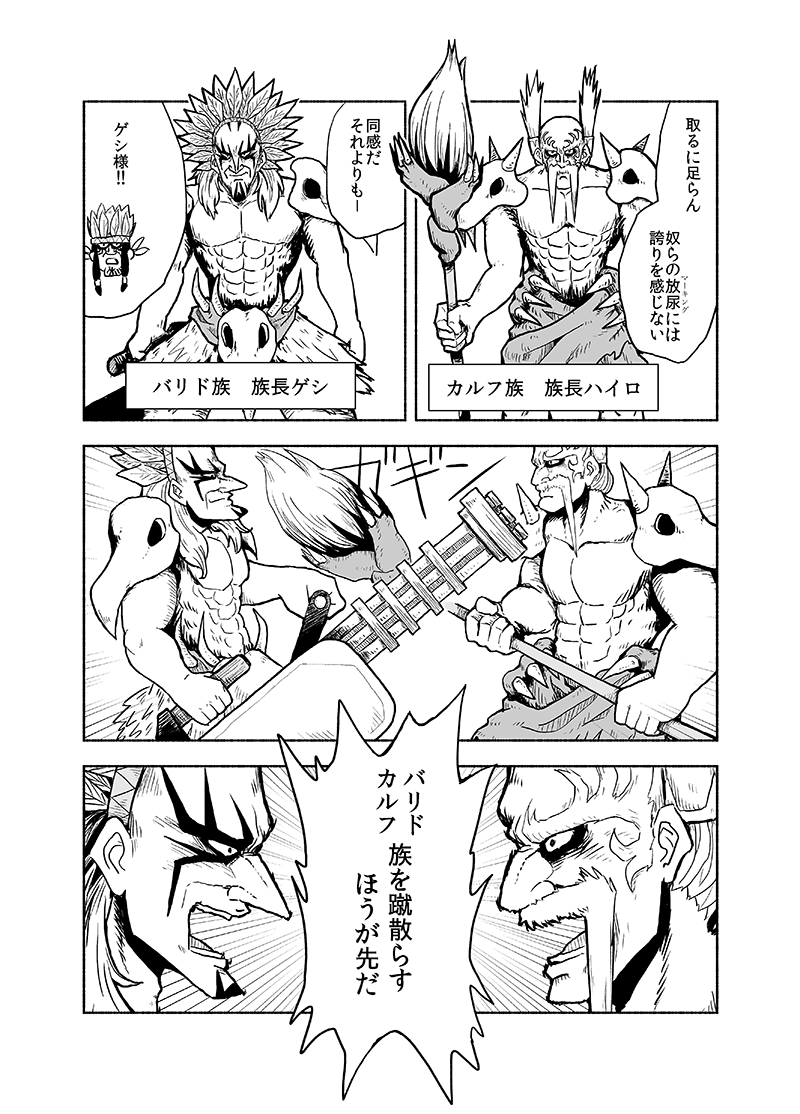 取るに足らん
奴らの放尿には
マーキング
誇りを感じない
カルフ族　族長ハイロ
同感だ
それよりもー
ゲシ様!!
バリド族　族長ゲシ
ガギ
バリド
カルフ
族を蹴散らす
ほうが先だ